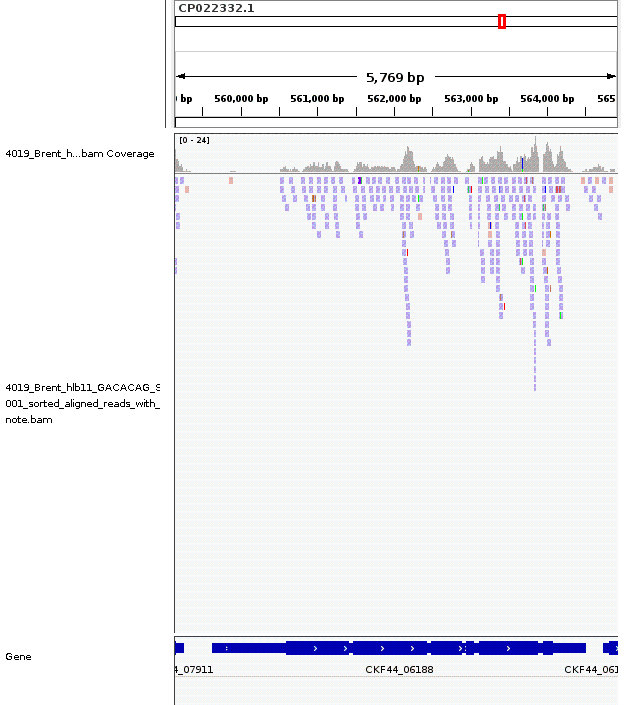 CP022332.1
5,769 bp
bp 560,000 bp 561,000 bp 562,000 bp 563,000 bp 564,000 bp 565
4019_Brent_h...bam Coverage
[0 - 24]
4019_Brent_hlb11_GACACAG_S
001_sorted_aligned_reads_with_
note.bam
Gene
4_07911 CKF44_06188 CKF44_061